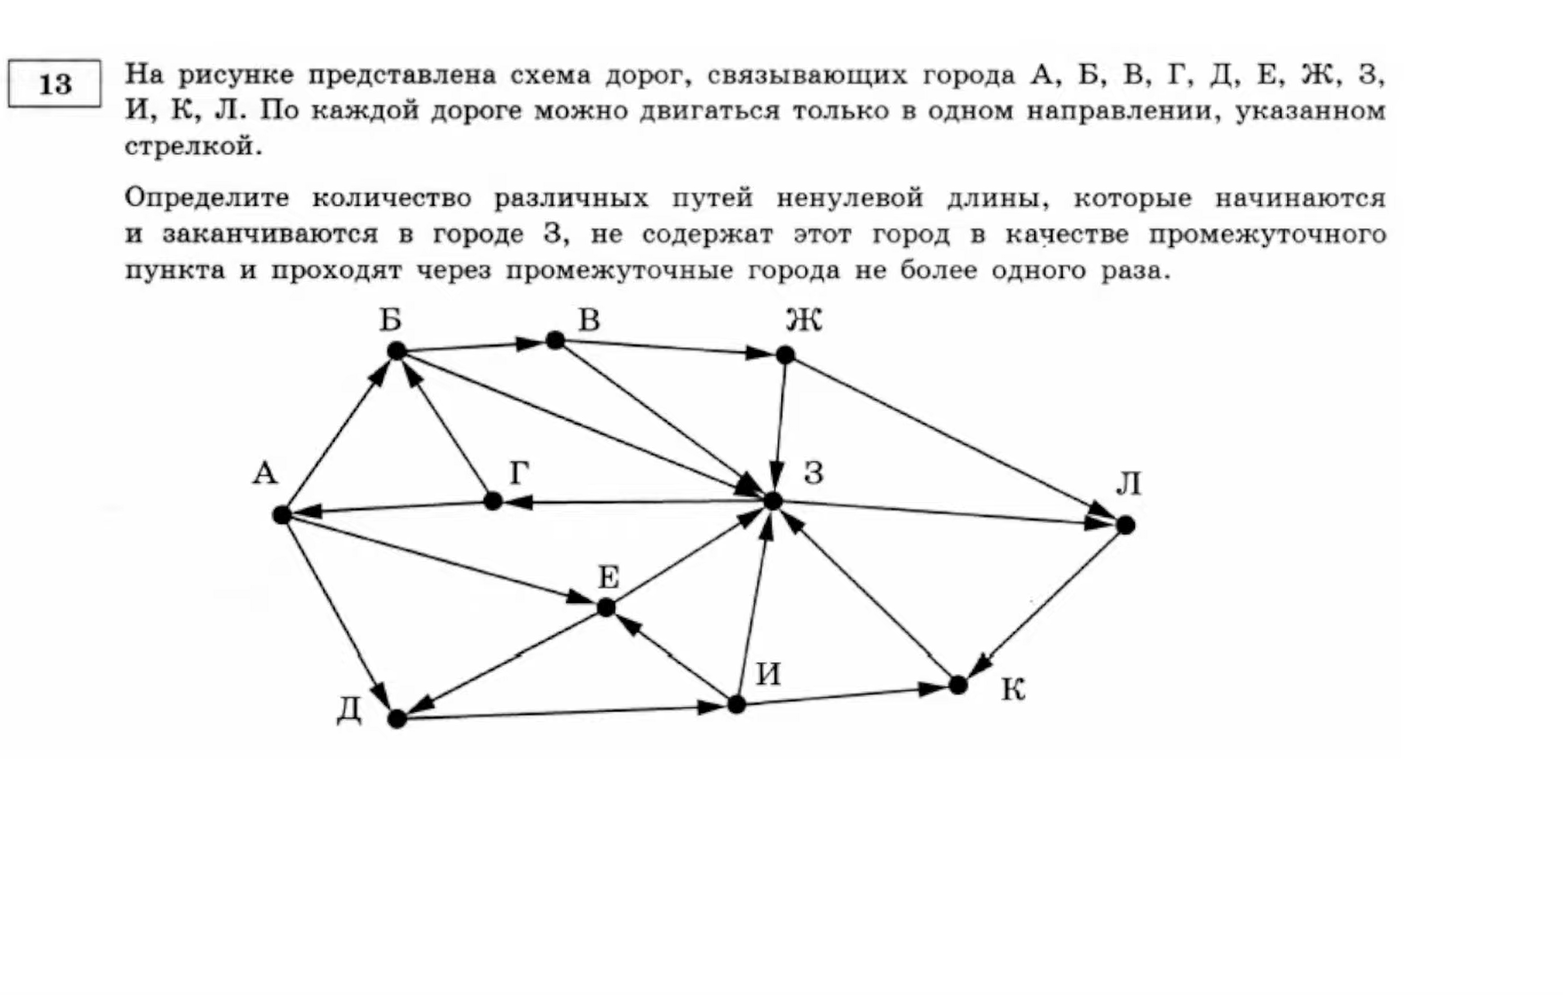 13
На рисунке представлена схема дорог, связывающих города А, Б, В, Г, Д, Е, Ж, З,
И, К, Л. По каждой дороге можно двигаться только в одном направлении, указанном
стрелкой.
Определите количество различных путей ненулевой длины, которые начинаются
и заканчиваются в городе З, не содержат этот город в качестве промежуточного
пункта и проходят через промежуточные города не более одного раза.
Б В Ж
А Г З Л
Е
Д И К